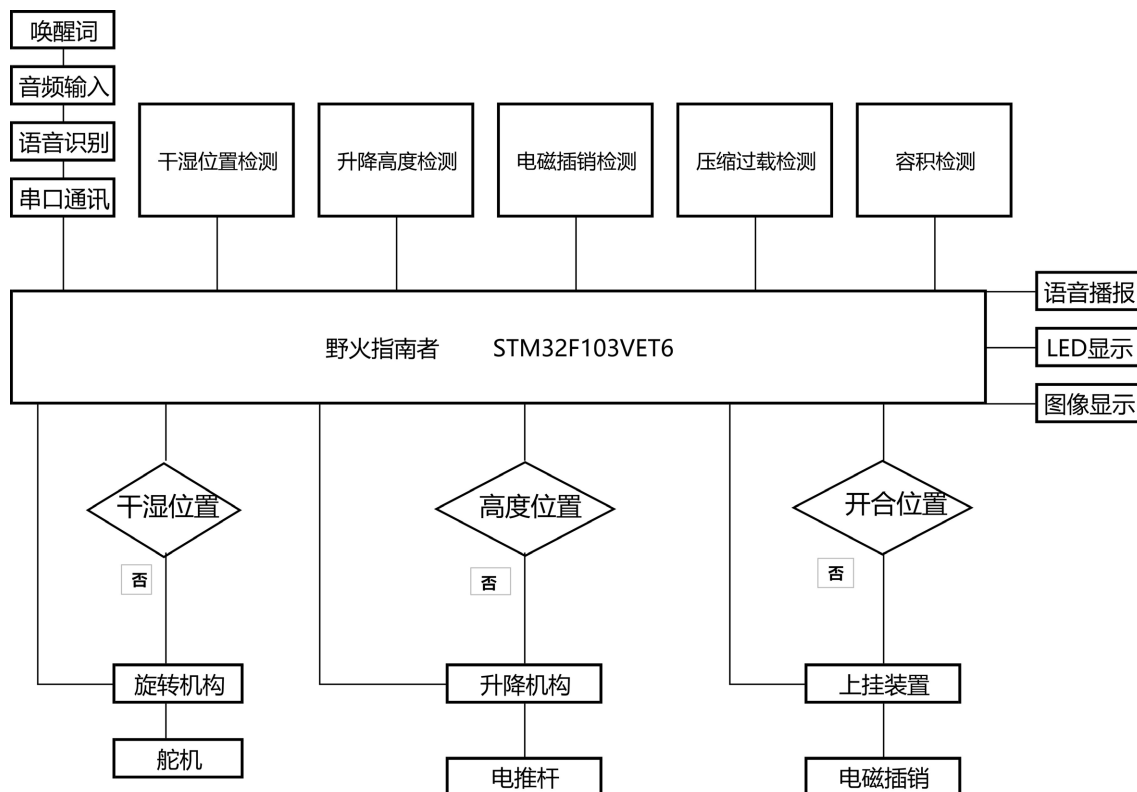 唤醒词
音频输入
语音识别
串口通讯
干湿位置检测
升降高度检测
电磁插销检测
压缩过载检测
容积检测
野火指南者 STM32F103VET6
语音播报
LED显示
图像显示
干湿位置
高度位置
开合位置
否
否
否
旋转机构
升降机构
上挂装置
舵机
电推杆
电磁插销